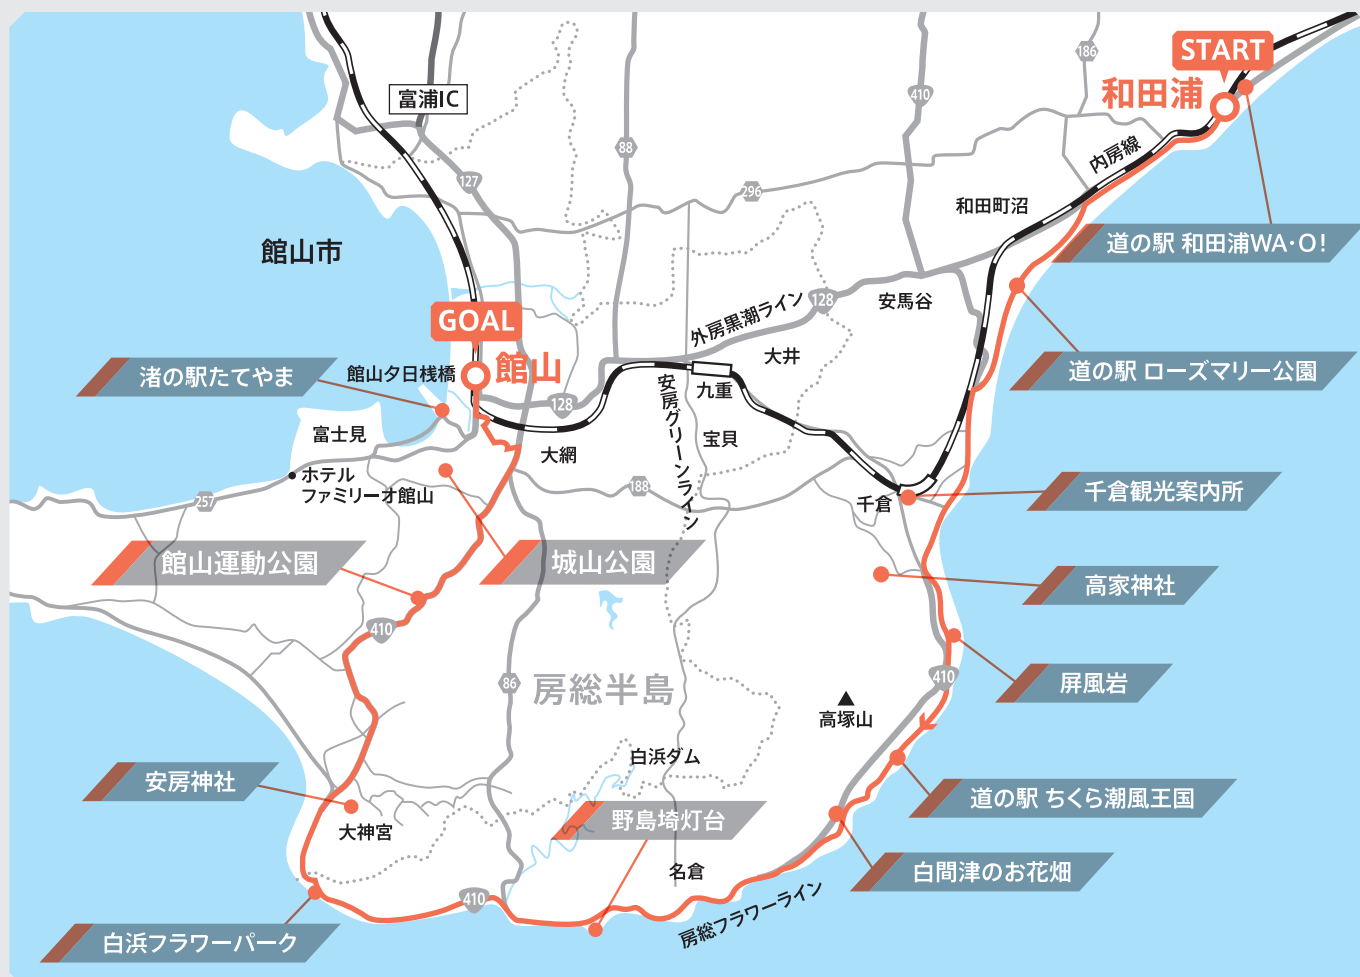 START
和田浦
186
410
富浦IC
88
127
296
内房線
和田町沼
道の駅 和田浦WA・O!
館山市
128
安馬谷
外房黒潮ライン
大井
GOAL
館山
道の駅 ローズマリー公園
渚の駅たてやま
館山夕日桟橋
九重
128
安房グリーンライン
富士見
宝貝
大網
ホテル
ファミリーオ館山
188
千倉
千倉観光案内所
257
館山運動公園
城山公園
高家神社
410
410
屏風岩
86
房総半島
高塚山
白浜ダム
安房神社
道の駅 ちくら潮風王国
野島埼灯台
大神宮
名倉
白間津のお花畑
410
房総フラワーライン
白浜フラワーパーク